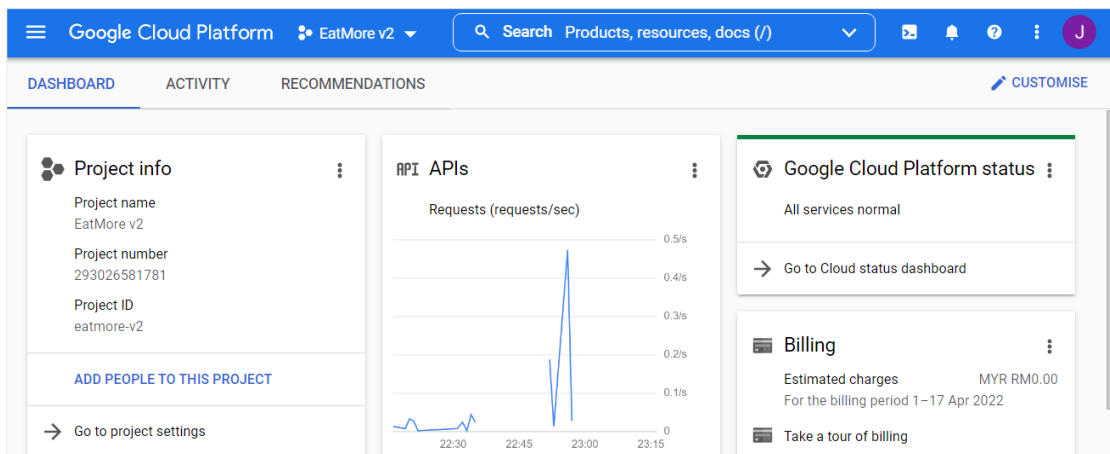 Google Cloud Platform
EatMore v2
Search Products, resources, docs (/)
J
DASHBOARD
ACTIVITY
RECOMMENDATIONS
CUSTOMISE
Project info
Project name
EatMore v2
Project number
293026581781
Project ID
eatmore-v2
ADD PEOPLE TO THIS PROJECT
Go to project settings
API APIs
Requests (requests/sec)
0.5/s
0.4/s
0.3/s
0.2/s
0.1/s
0
22:30 22:45 23:00 23:15
Google Cloud Platform status
All services normal
Go to Cloud status dashboard
Billing
Estimated charges MYR RM0.00
For the billing period 1–17 Apr 2022
Take a tour of billing